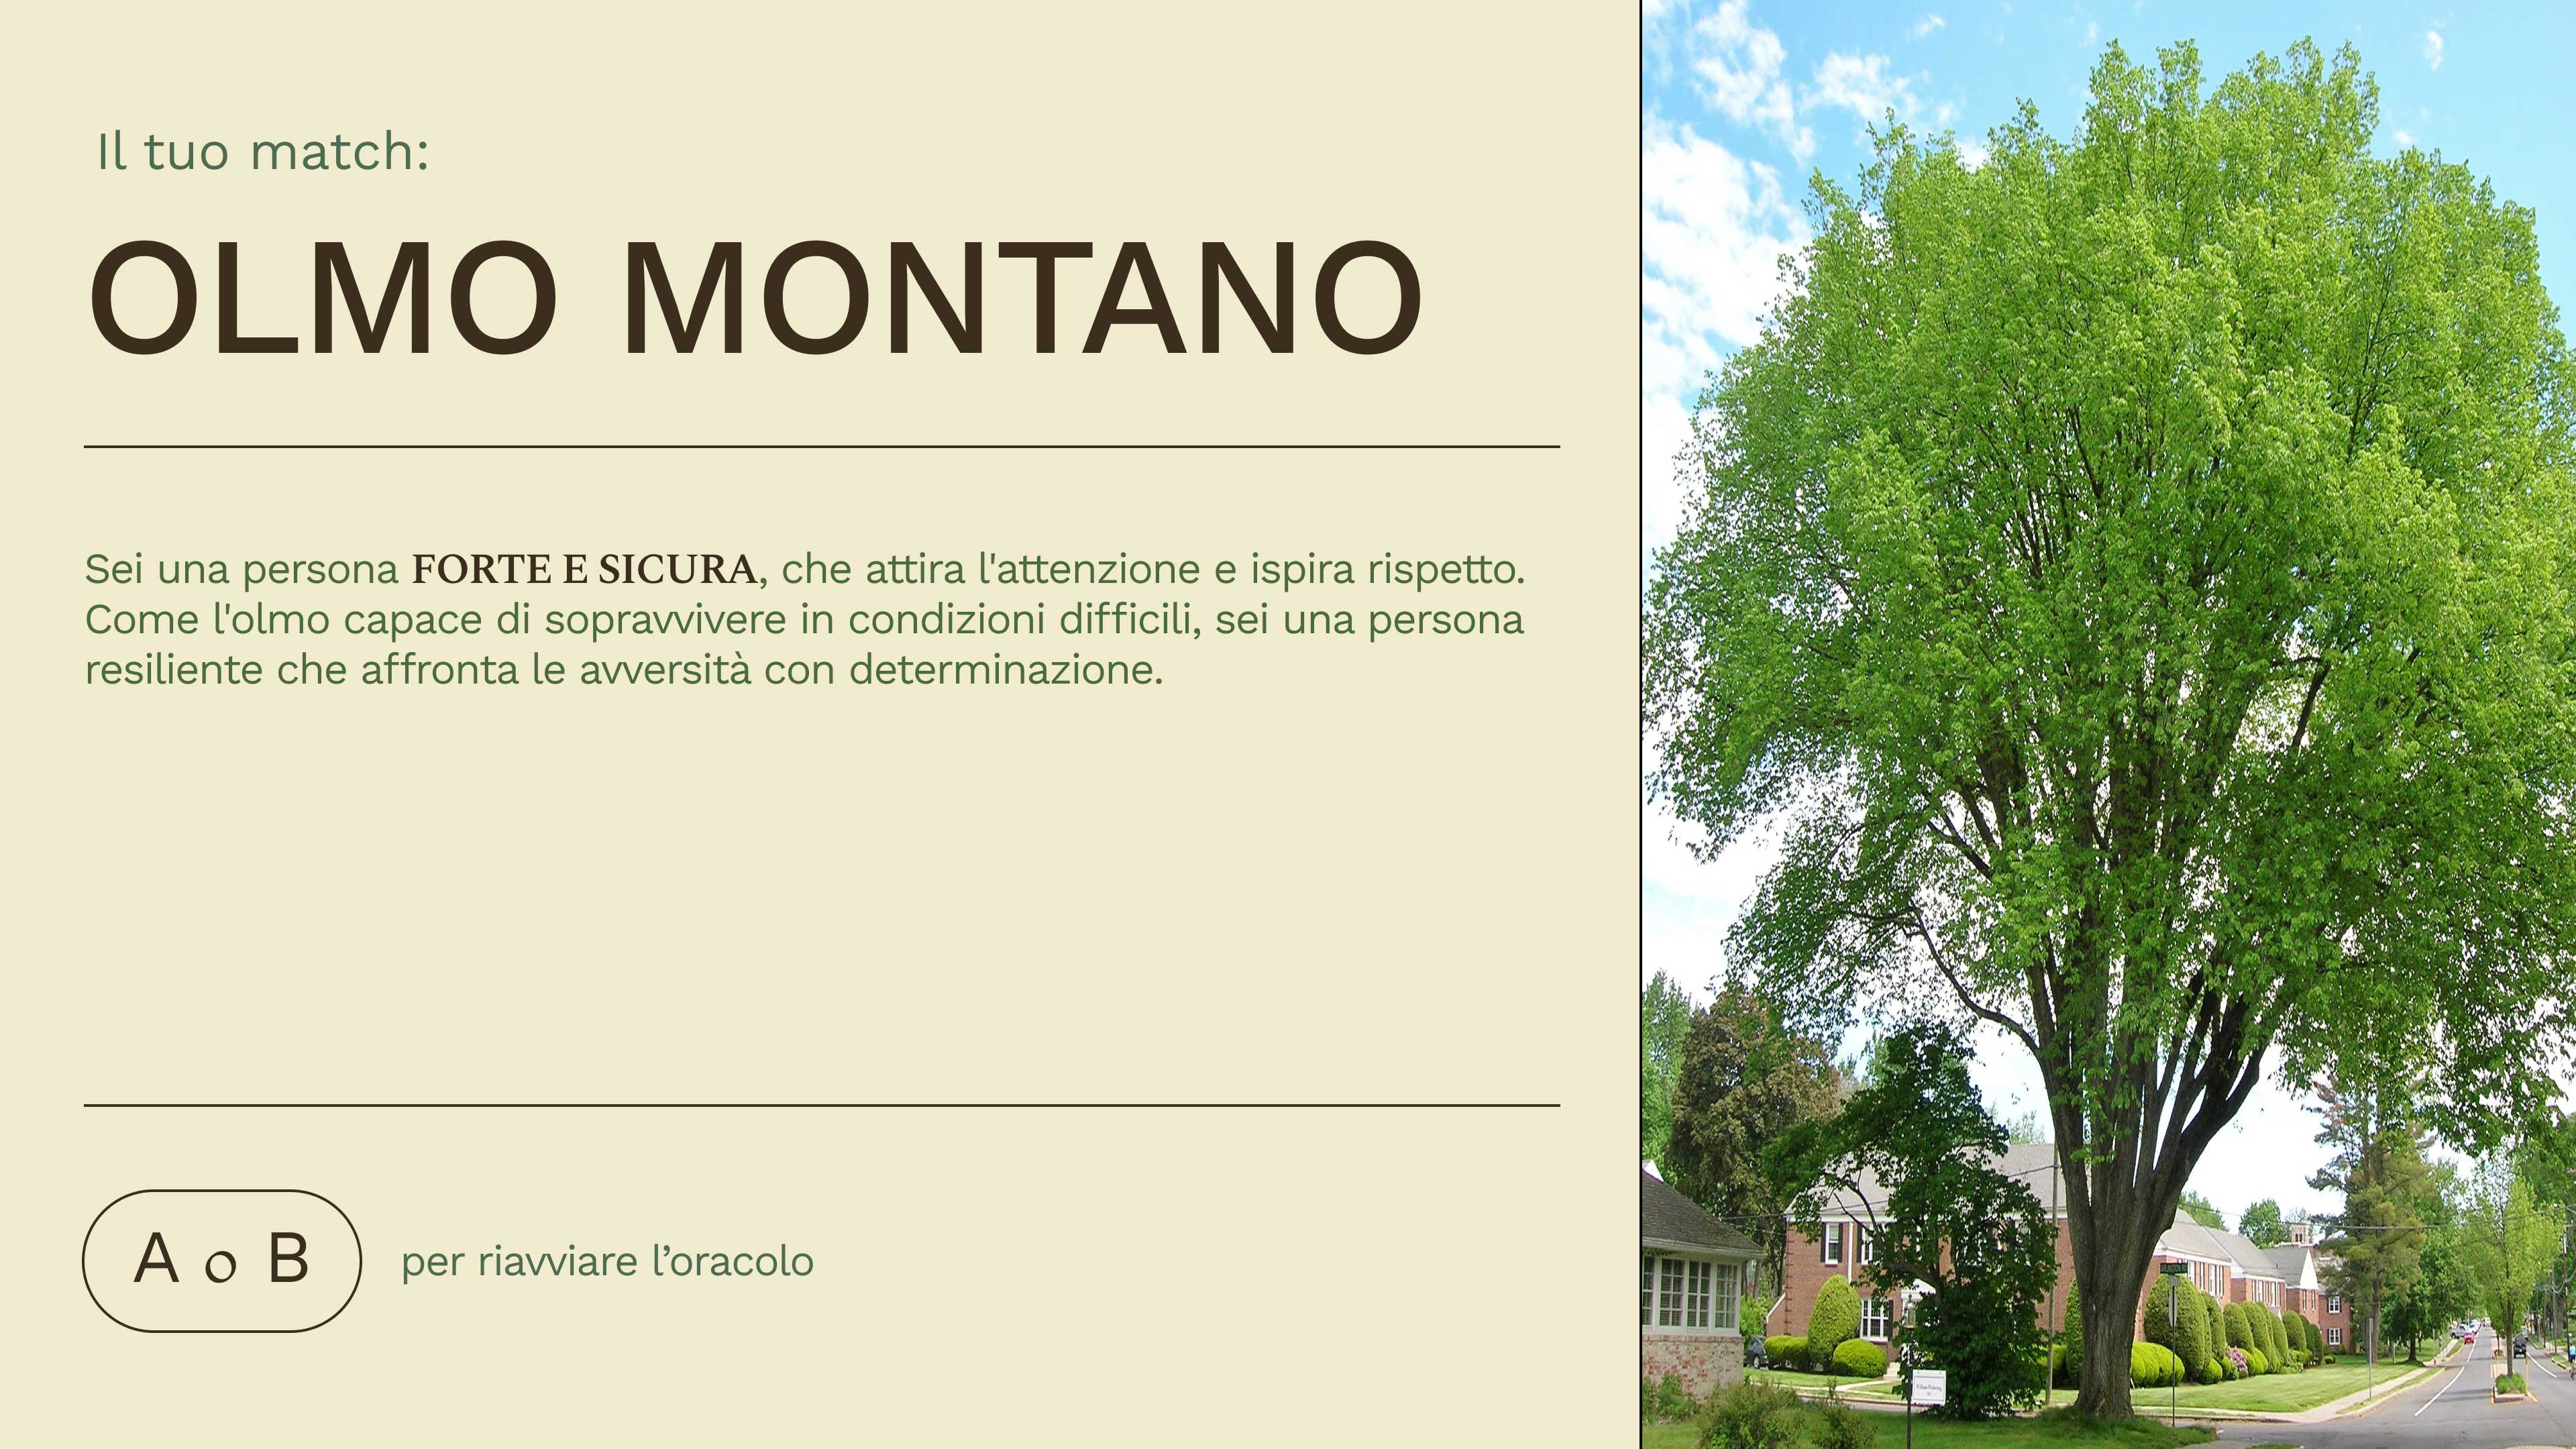 Il tuo match:
OLMO MONTANO
Sei una persona FORTE E SICURA, che attira l'attenzione e ispira rispetto.
Come l'olmo capace di sopravvivere in condizioni difficili, sei una persona
resiliente che affronta le avversità con determinazione.
A o B per riavviare l’oracolo